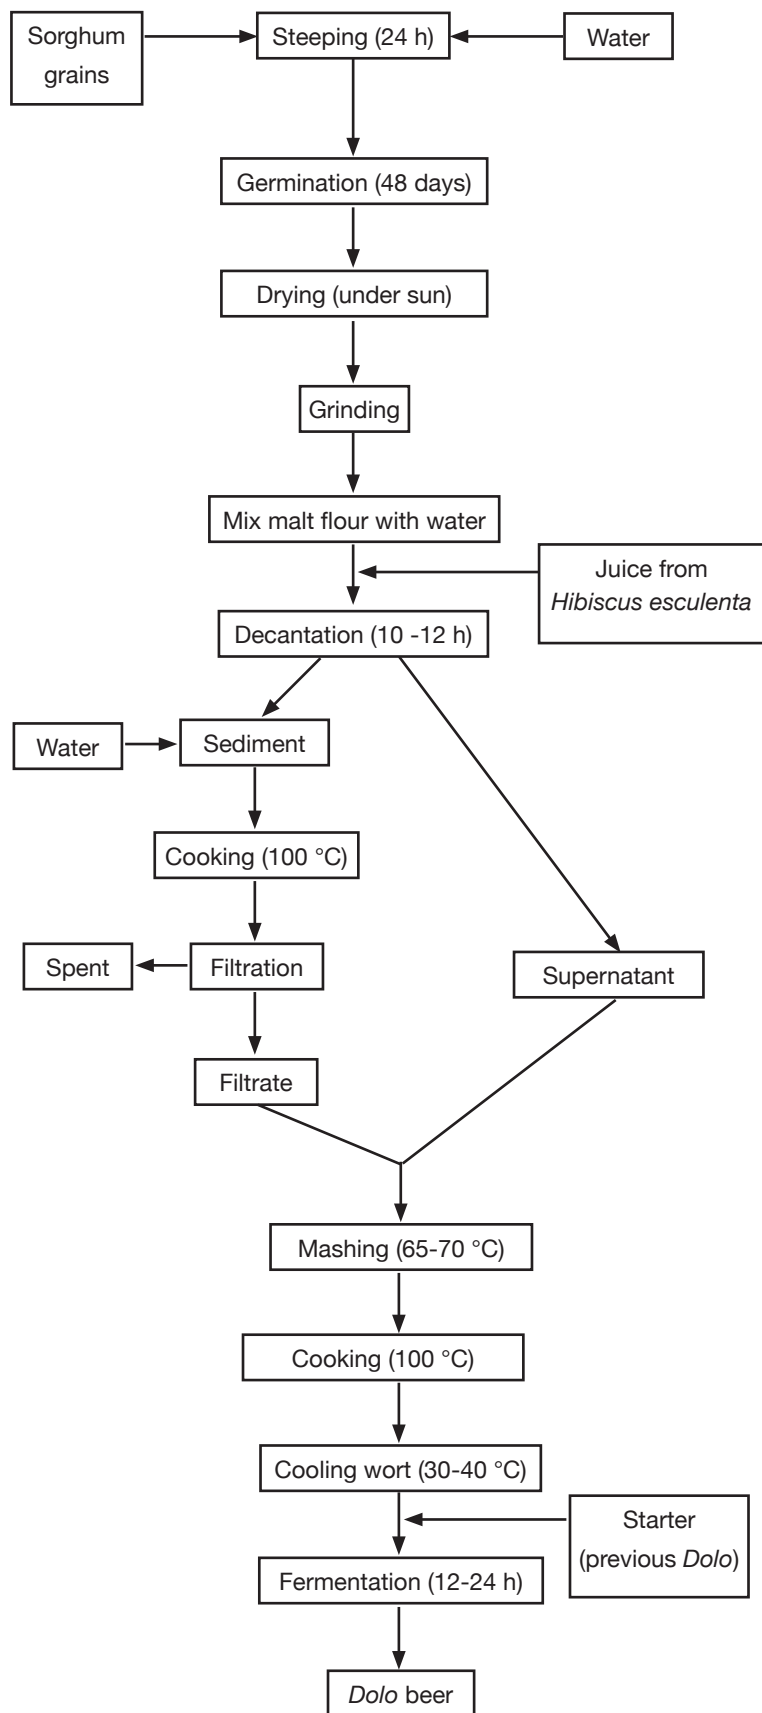 Sorghum
grains
Steeping (24 h)
Water
Germination (48 days)
Drying (under sun)
Grinding
Mix malt flour with water
Juice from
Hibiscus esculenta
Decantation (10 -12 h)
Water
Sediment
Cooking (100 °C)
Spent
Filtration
Supernatant
Filtrate
Mashing (65-70 °C)
Cooking (100 °C)
Cooling wort (30-40 °C)
Starter
(previous Dolo)
Fermentation (12-24 h)
Dolo beer